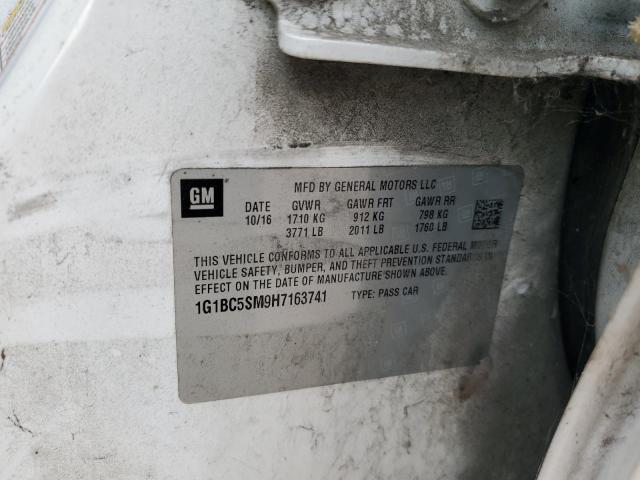 GM
MFD BY GENERAL MOTORS LLC
DATE GVWR GAWR FRT GAWR RR
10/16 1710 KG 912 KG 798 KG
3771 LB 2011 LB 1760 LB
THIS VEHICLE CONFORMS TO ALL APPLICABLE U.S. FEDERAL MOTOR
VEHICLE SAFETY, BUMPER, AND THEFT PREVENTION STANDARDS IN
EFFECT ON THE DATE OF MANUFACTURE SHOWN ABOVE.
1G1BC5SM9H7163741 TYPE: PASS CAR